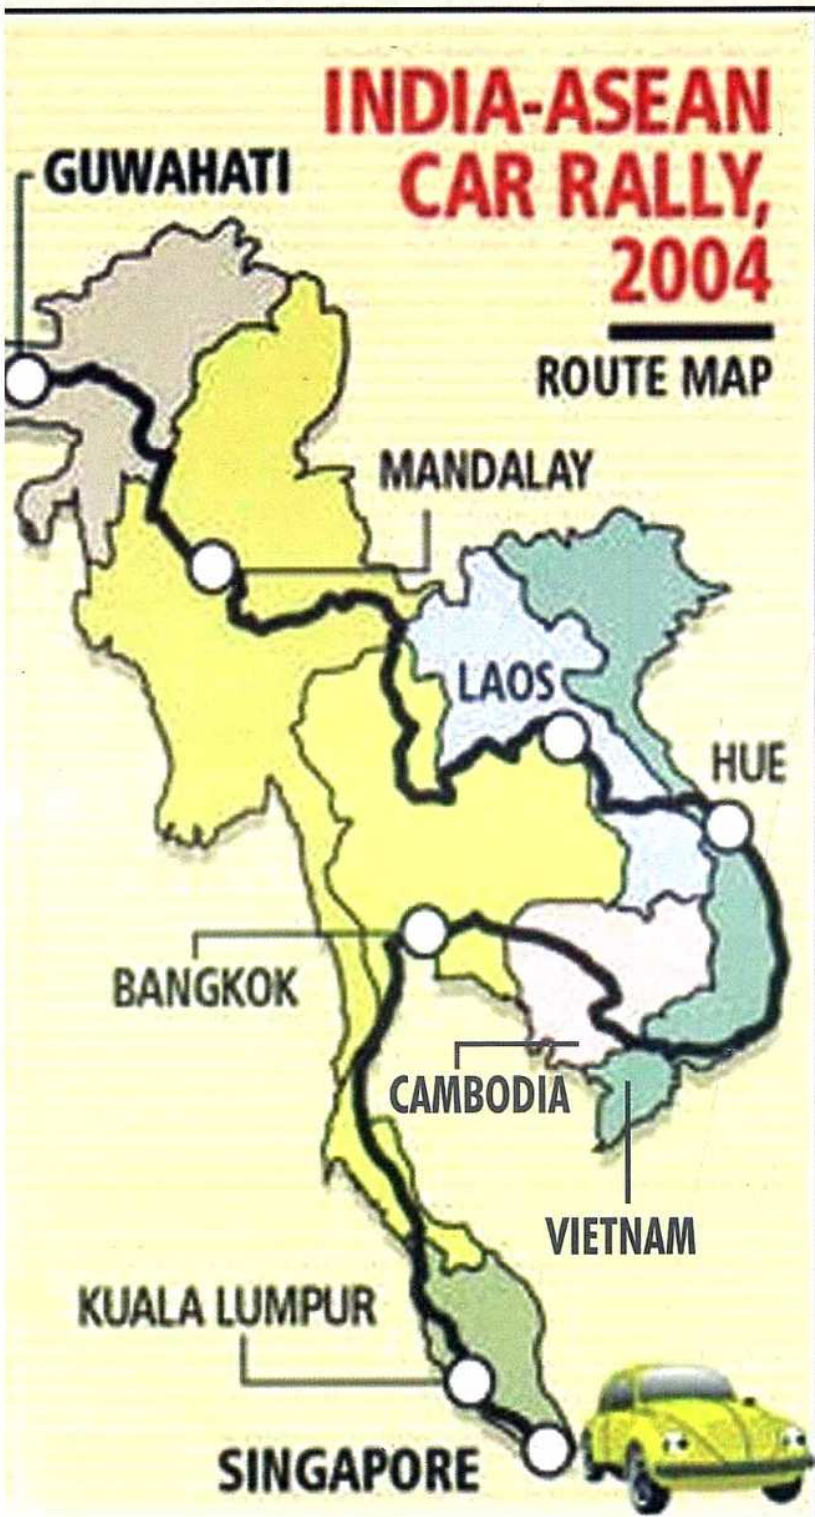 INDIA-ASEAN
CAR RALLY,
2004
ROUTE MAP
GUWAHATI
MANDALAY
LAOS
HUE
BANGKOK
CAMBODIA
VIETNAM
KUALA LUMPUR
SINGAPORE